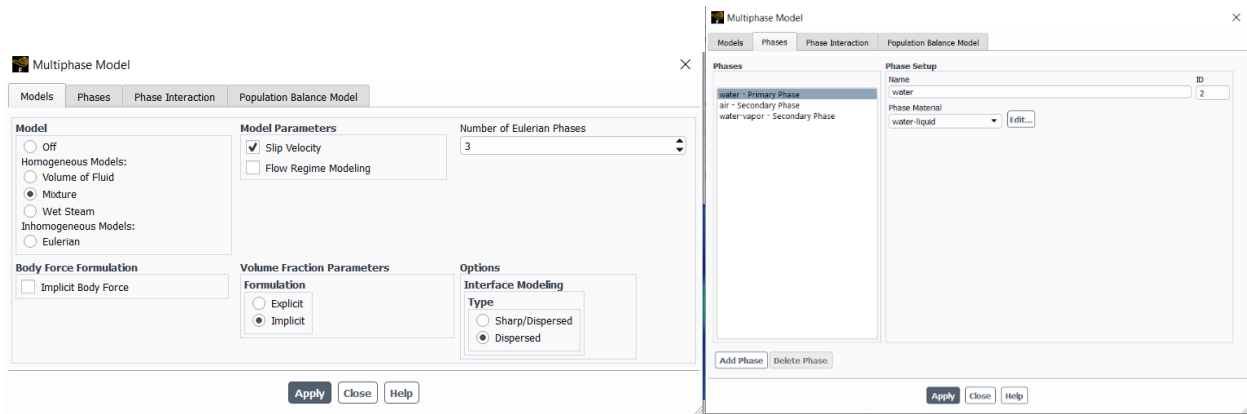 Multiphase Model
Models Phases Phase Interaction Population Balance Model
Model
Off
Homogeneous Models:
Volume of Fluid
Mixture
Wet Steam
Inhomogeneous Models:
Eulerian
Model Parameters
Slip Velocity
Flow Regime Modeling
Number of Eulerian Phases
3
Body Force Formulation
Implicit Body Force
Volume Fraction Parameters
Formulation
Explicit
Implicit
Options
Interface Modeling
Type
Sharp/Dispersed
Dispersed
Apply Close Help
Multiphase Model
Models Phases Phase Interaction Population Balance Model
Phases
water - Primary Phase
air - Secondary Phase
water-vapor - Secondary Phase
Phase Setup
Name ID
water 2
Phase Material
water-liquid Edit...
Add Phase Delete Phase
Apply Close Help